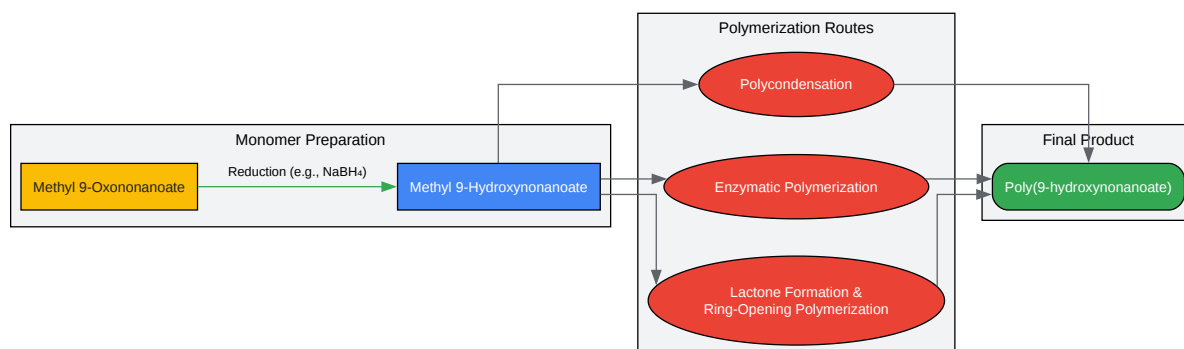 Polymerization Routes
Polycondensation
Monomer Preparation
Final Product
Methyl 9-Oxononanoate
Reduction (e.g., NaBH₄)
Methyl 9-Hydroxynonanoate
Enzymatic Polymerization
Poly(9-hydroxynonanoate)
Lactone Formation &
Ring-Opening Polymerization